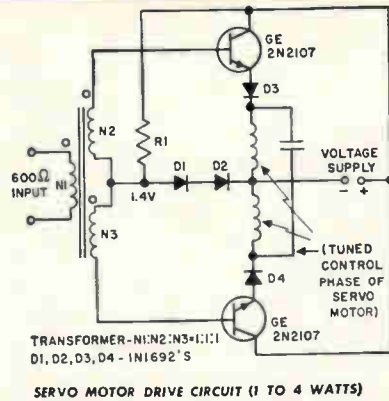 GE
2N2107
D3
N2
R1
600Ω
INPUT
N1
D1
D2
VOLTAGE
SUPPLY
1.4V
- +
N3
(TUNED
CONTROL
PHASE OF
SERVO
MOTOR)
D4
GE
2N2107
TRANSFORMER-N1:N2:N3=1:1:1
D1, D2, D3, D4 - 1N1692'S
SERVO MOTOR DRIVE CIRCUIT (1 TO 4 WATTS)